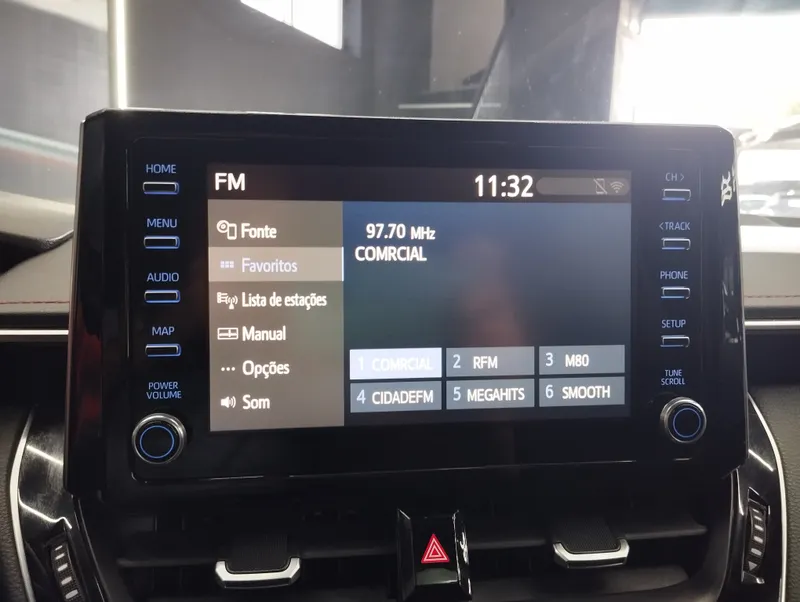 HOME
MENU
AUDIO
MAP
POWER
VOLUME
FM
11:32
Fonte
Favoritos
Lista de estações
Manual
Opções
Som
97.70 MHz
COMRCIAL
1 COMRCIAL
2 RFM
3 M80
4 CIDADEFM
5 MEGAHITS
6 SMOOTH
CH >
< TRACK
PHONE
SETUP
TUNE
SCROLL